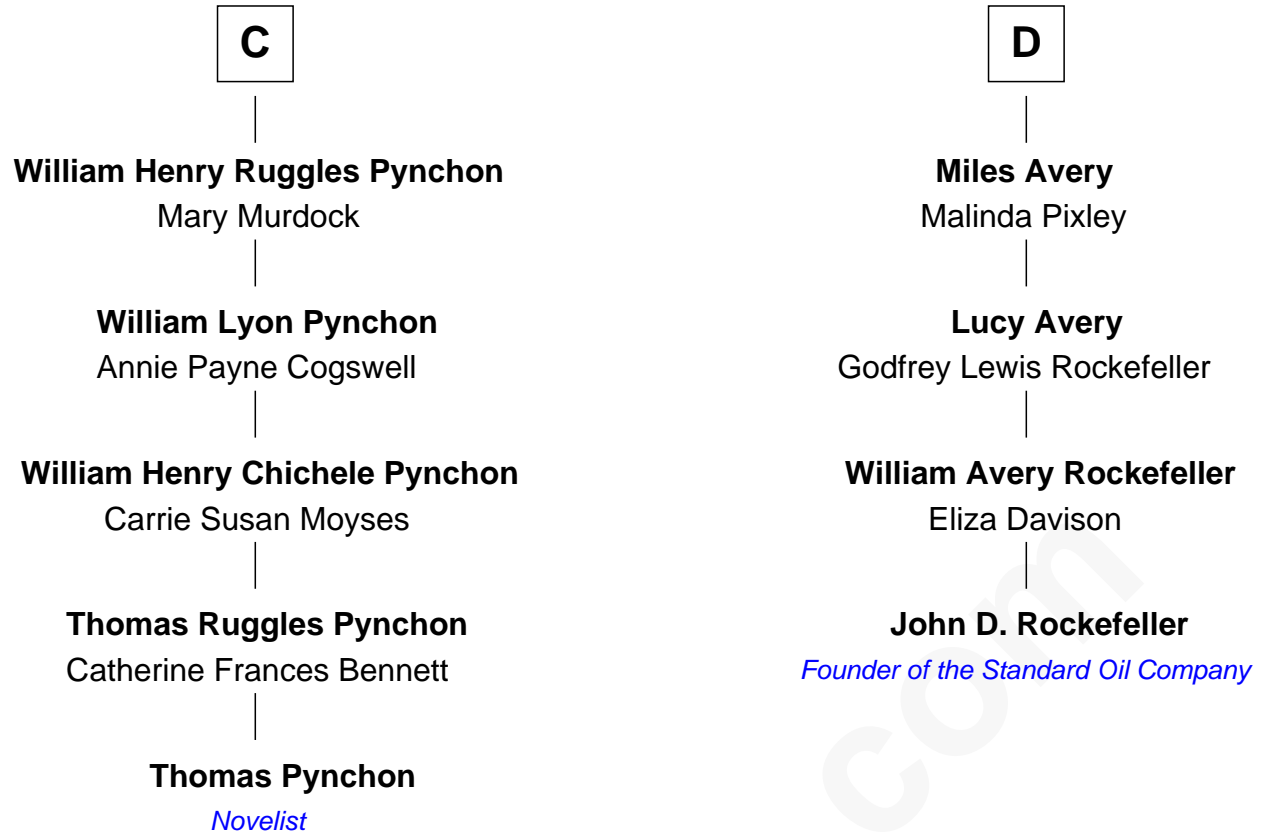 C
William Henry Ruggles Pynchon
Mary Murdock
William Lyon Pynchon
Annie Payne Cogswell
William Henry Chichele Pynchon
Carrie Susan Moyses
Thomas Ruggles Pynchon
Catherine Frances Bennett
Thomas Pynchon
Novelist
D
Miles Avery
Malinda Pixley
Lucy Avery
Godfrey Lewis Rockefeller
William Avery Rockefeller
Eliza Davison
John D. Rockefeller
Founder of the Standard Oil Company
com